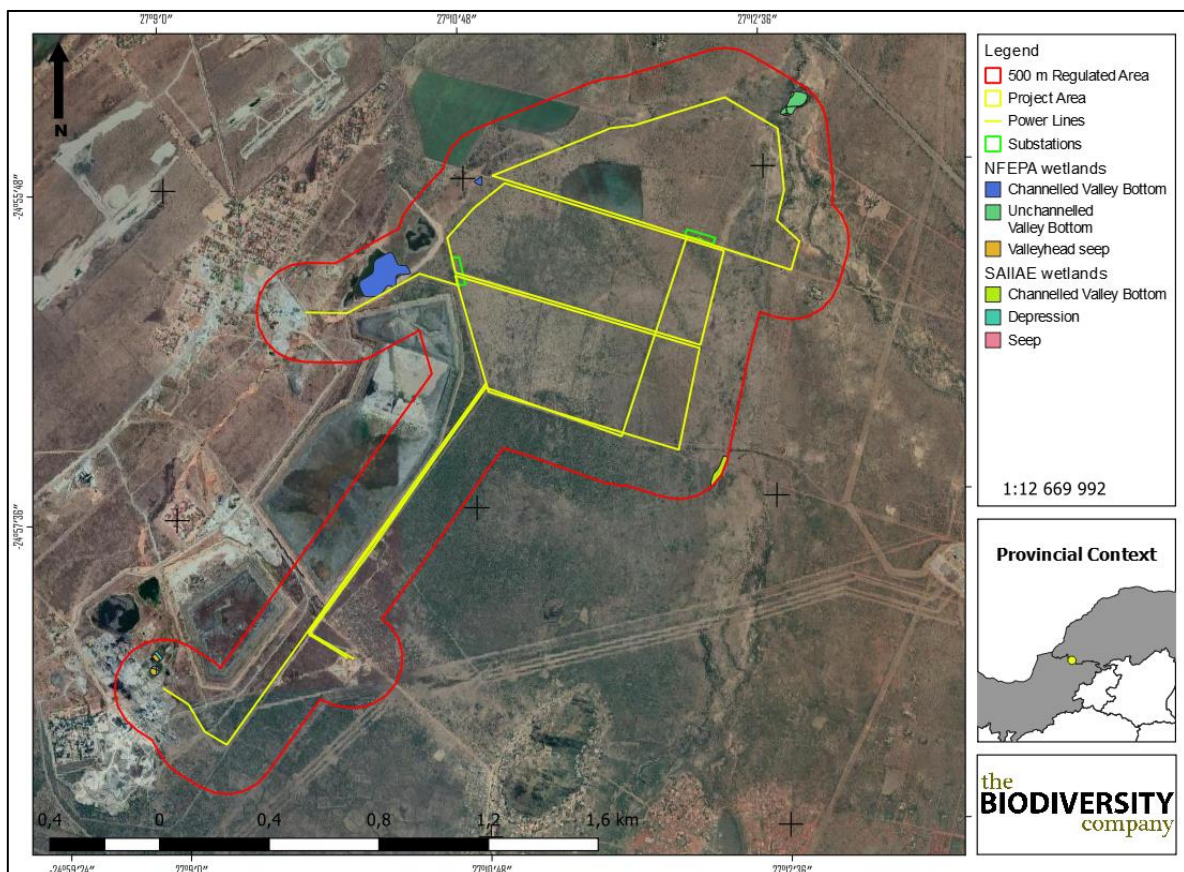 27°9'0"
27°10'48"
27°12'36"
N
-24°55'48"
-24°57'36"
-24°59'24"
0,4
0
0,4
0,8
1,2
1,6 km
27°9'0"
27°10'48"
27°12'36"
Legend
500 m Regulated Area
Project Area
Power Lines
Substations
NFEPA wetlands
Channelled Valley Bottom
Unchannelled
Valley Bottom
Valleyhead seep
SAIIAE wetlands
Channelled Valley Bottom
Depression
Seep
1:12 669 992
Provincial Context
the
BIODIVERSITY
company